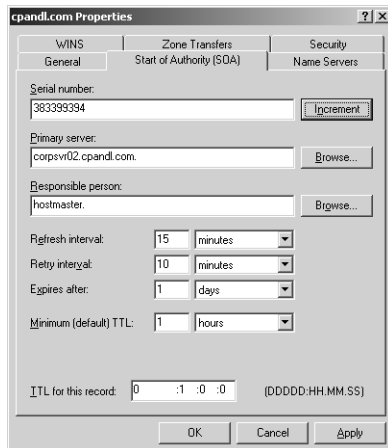 cpandl.com Properties ? X
WINS Zone Transfers Security
General Start of Authority (SOA) Name Servers
Serial number:
383399394 Increment
Primary server:
corpsvr02.cpandl.com. Browse...
Responsible person:
hostmaster. Browse...
Refresh interval: 15 minutes
Retry interval: 10 minutes
Expires after: 1 days
Minimum (default) TTL: 1 hours
TTL for this record: 0 :1 :0 :0 (DDDDD:HH.MM.SS)
OK Cancel Apply